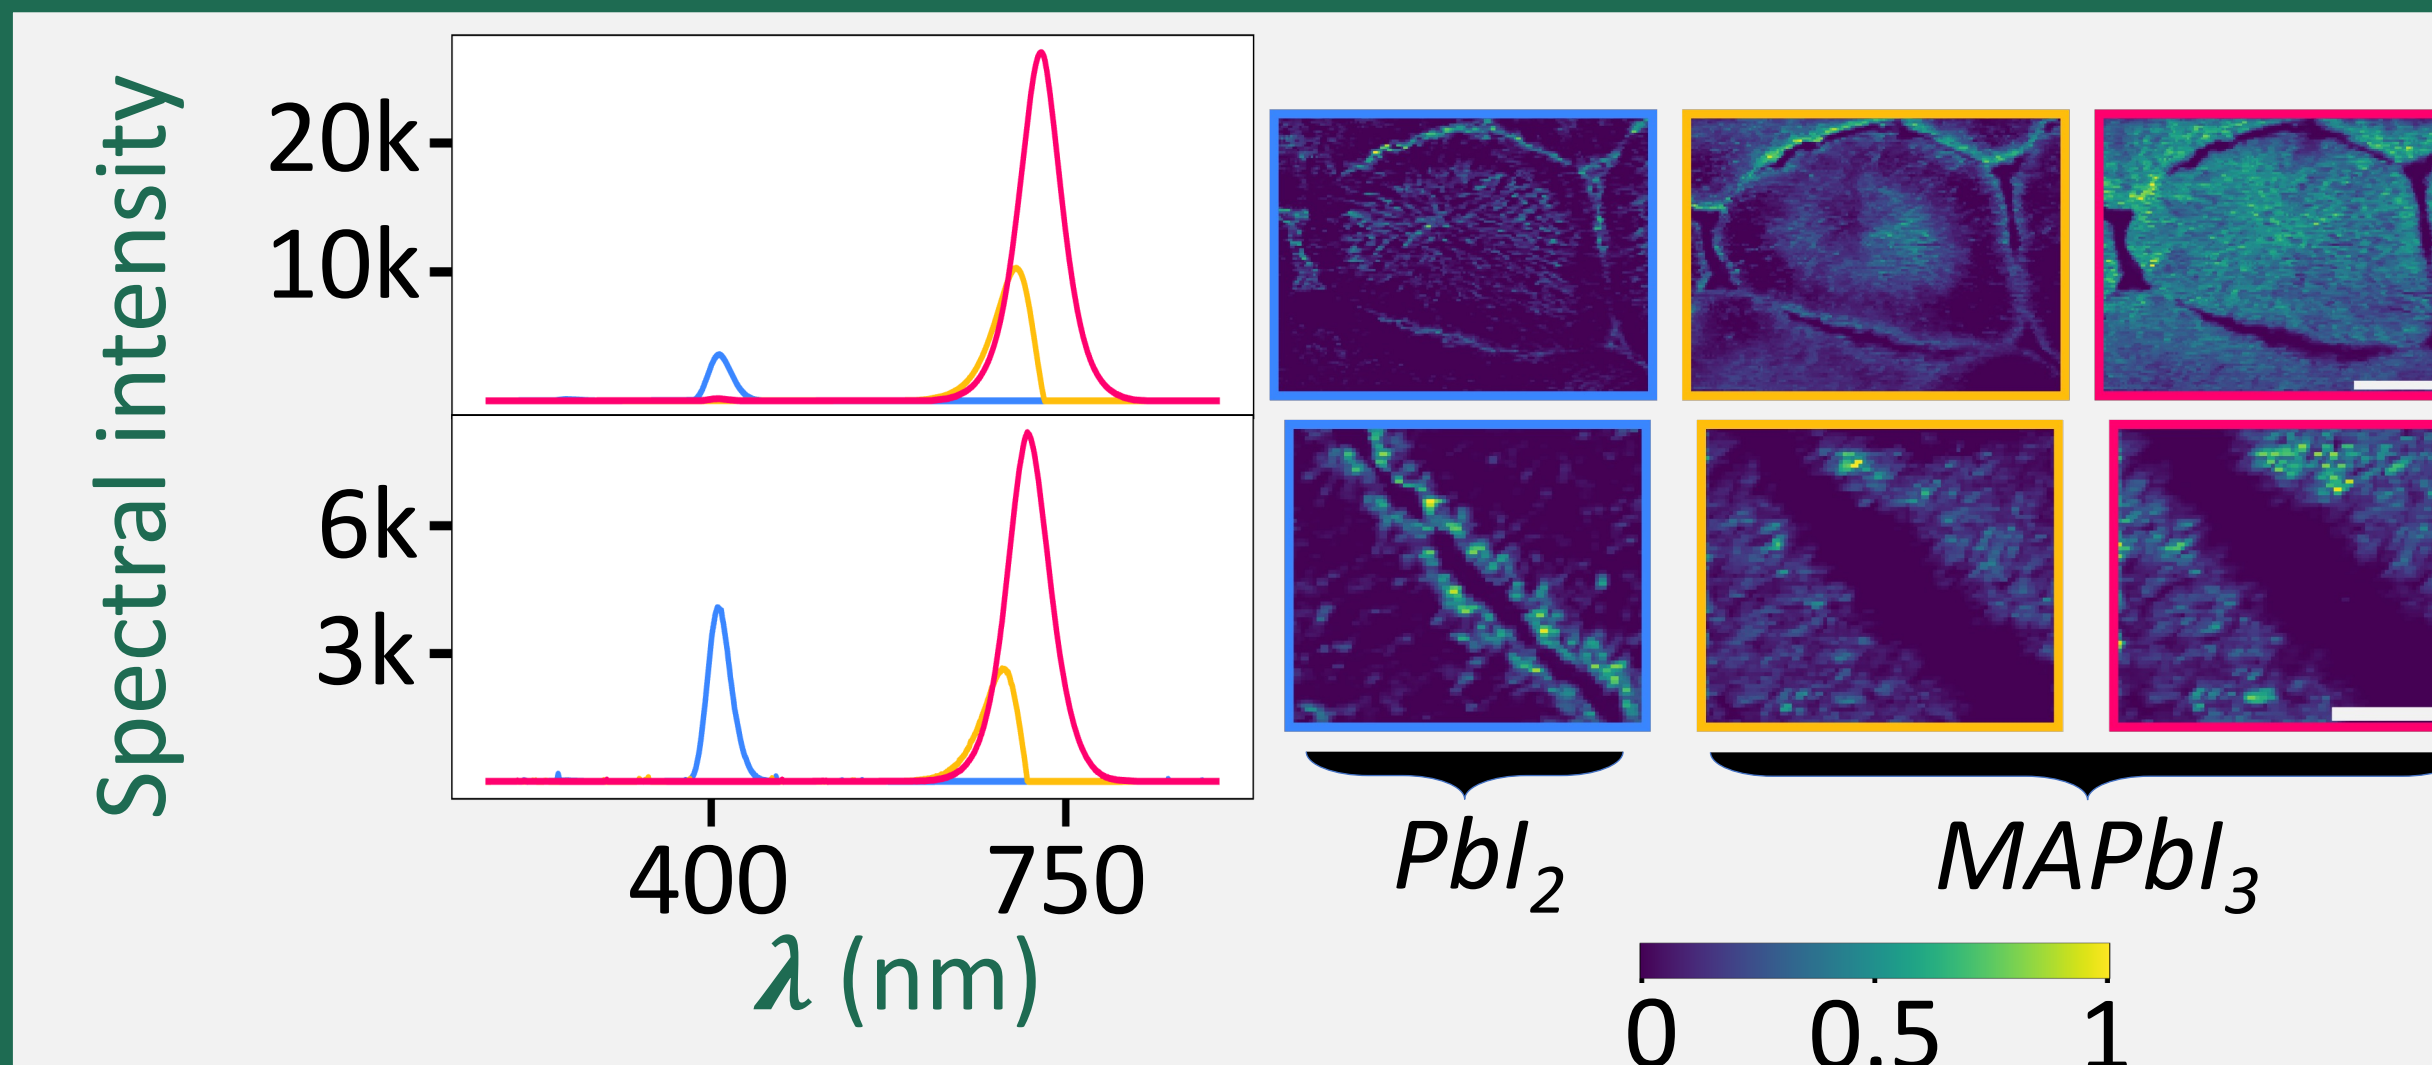 Spectral intensity
20k
10k
6k
3k
400 750
λ (nm)
PbI₂ MAPbI₃
0 0.5 1